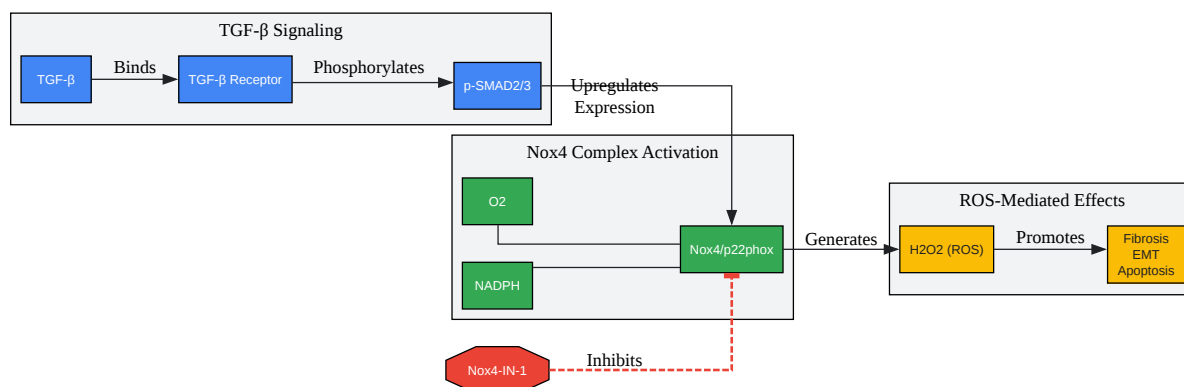 TGF-β Signaling
TGF-β
Binds
TGF-β Receptor
Phosphorylates
p-SMAD2/3
Upregulates
Expression
Nox4 Complex Activation
O2
NADPH
Nox4/p22phox
Generates
ROS-Mediated Effects
H2O2 (ROS)
Promotes
Fibrosis
EMT
Apoptosis
Nox4-IN-1
Inhibits